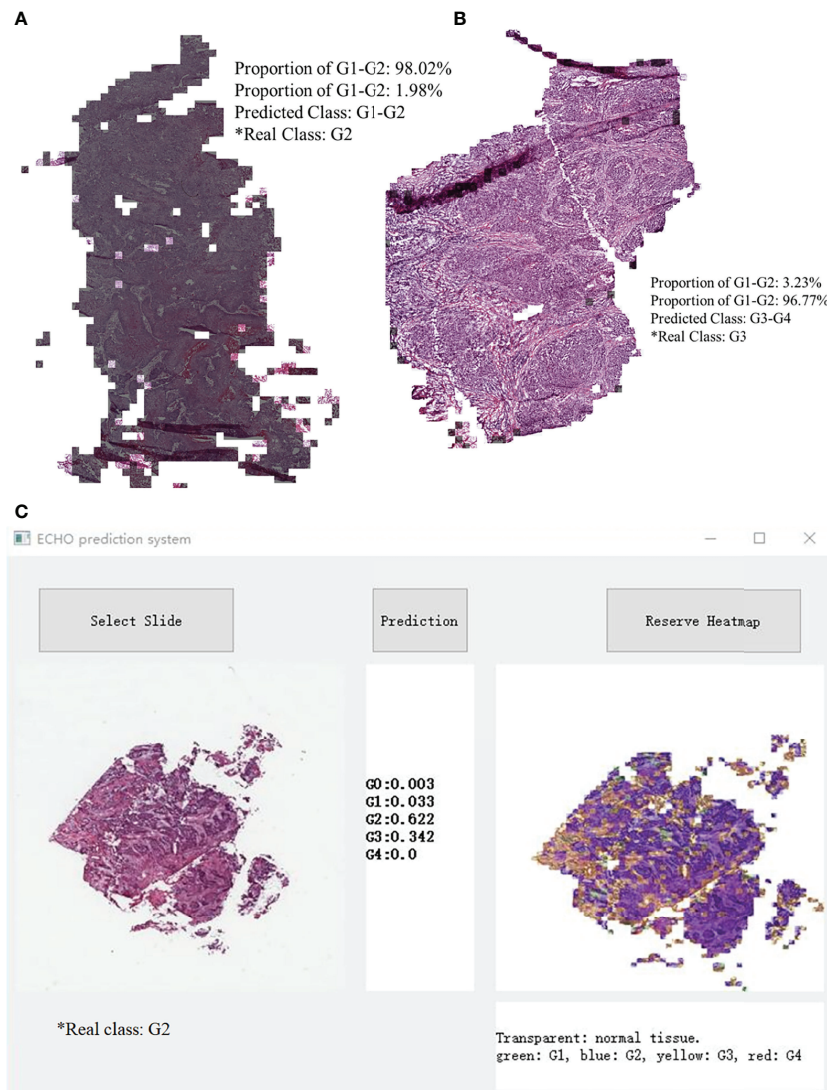 A
Proportion of G1-G2: 98.02%
Proportion of G1-G2: 1.98%
Predicted Class: G1-G2
*Real Class: G2
B
Proportion of G1-G2: 3.23%
Proportion of G1-G2: 96.77%
Predicted Class: G3-G4
*Real Class: G3
C
ECHO prediction system
Select Slide
Prediction
Reserve Heatmap
G0:0.003
G1:0.033
G2:0.622
G3:0.342
G4:0.0
*Real class: G2
Transparent: normal tissue.
green: G1, blue: G2, yellow: G3, red: G4